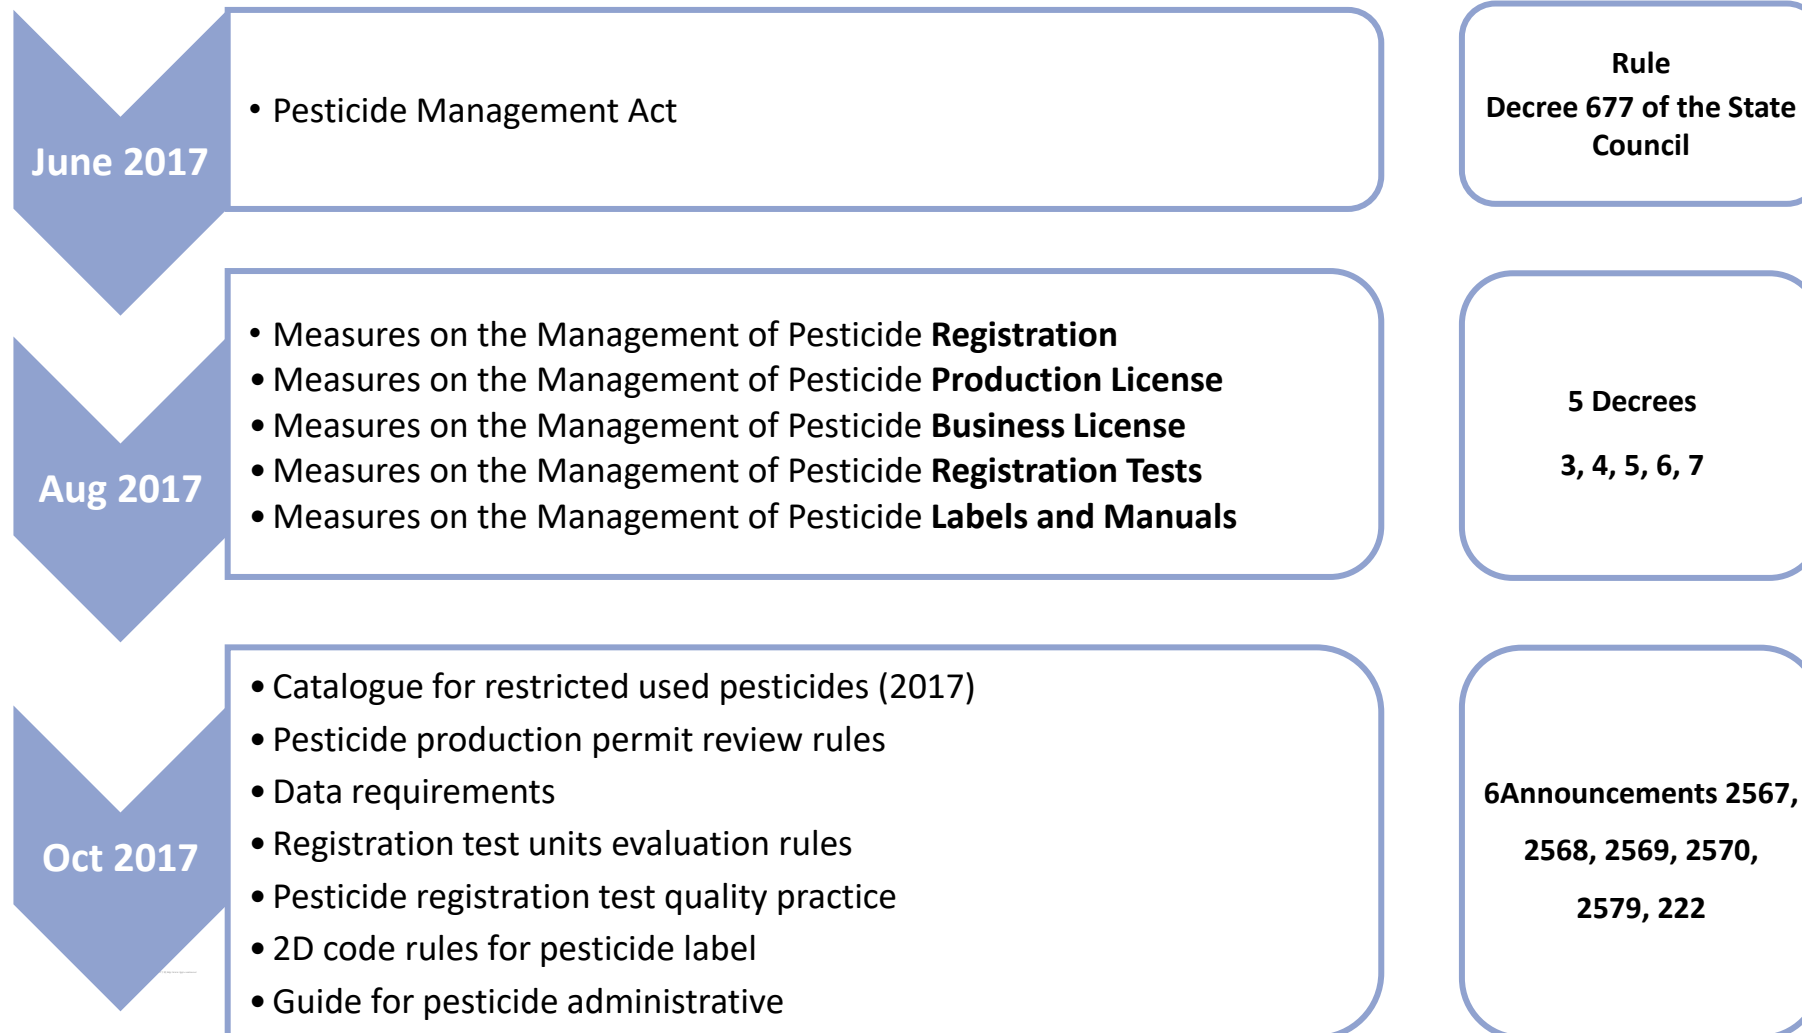 June 2017
• Pesticide Management Act
Rule
Decree 677 of the State
Council
Aug 2017
• Measures on the Management of Pesticide Registration
• Measures on the Management of Pesticide Production License
• Measures on the Management of Pesticide Business License
• Measures on the Management of Pesticide Registration Tests
• Measures on the Management of Pesticide Labels and Manuals
5 Decrees
3, 4, 5, 6, 7
Oct 2017
• Catalogue for restricted used pesticides (2017)
• Pesticide production permit review rules
• Data requirements
• Registration test units evaluation rules
• Pesticide registration test quality practice
• 2D code rules for pesticide label
• Guide for pesticide administrative
6Announcements 2567,
2568, 2569, 2570,
2579, 222